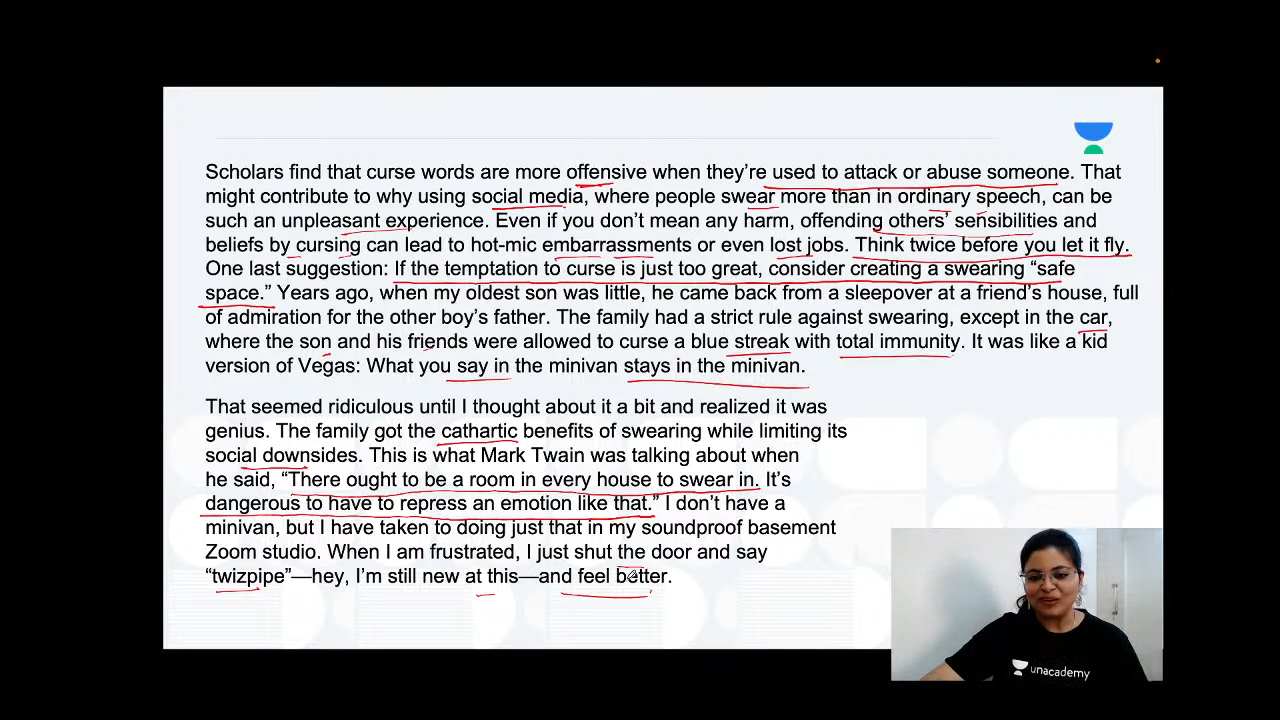 Scholars find that curse words are more offensive when they’re used to attack or abuse someone. That
might contribute to why using social media, where people swear more than in ordinary speech, can be
such an unpleasant experience. Even if you don’t mean any harm, offending others’ sensibilities and
beliefs by cursing can lead to hot-mic embarrassments or even lost jobs. Think twice before you let it fly.
One last suggestion: If the temptation to curse is just too great, consider creating a swearing “safe
space.” Years ago, when my oldest son was little, he came back from a sleepover at a friend’s house, full
of admiration for the other boy’s father. The family had a strict rule against swearing, except in the car,
where the son and his friends were allowed to curse a blue streak with total immunity. It was like a kid
version of Vegas: What you say in the minivan stays in the minivan.
That seemed ridiculous until I thought about it a bit and realized it was
genius. The family got the cathartic benefits of swearing while limiting its
social downsides. This is what Mark Twain was talking about when
he said, “There ought to be a room in every house to swear in. It’s
dangerous to have to repress an emotion like that.” I don’t have a
minivan, but I have taken to doing just that in my soundproof basement
Zoom studio. When I am frustrated, I just shut the door and say
“twizpipe”—hey, I’m still new at this—and feel better.
unacademy